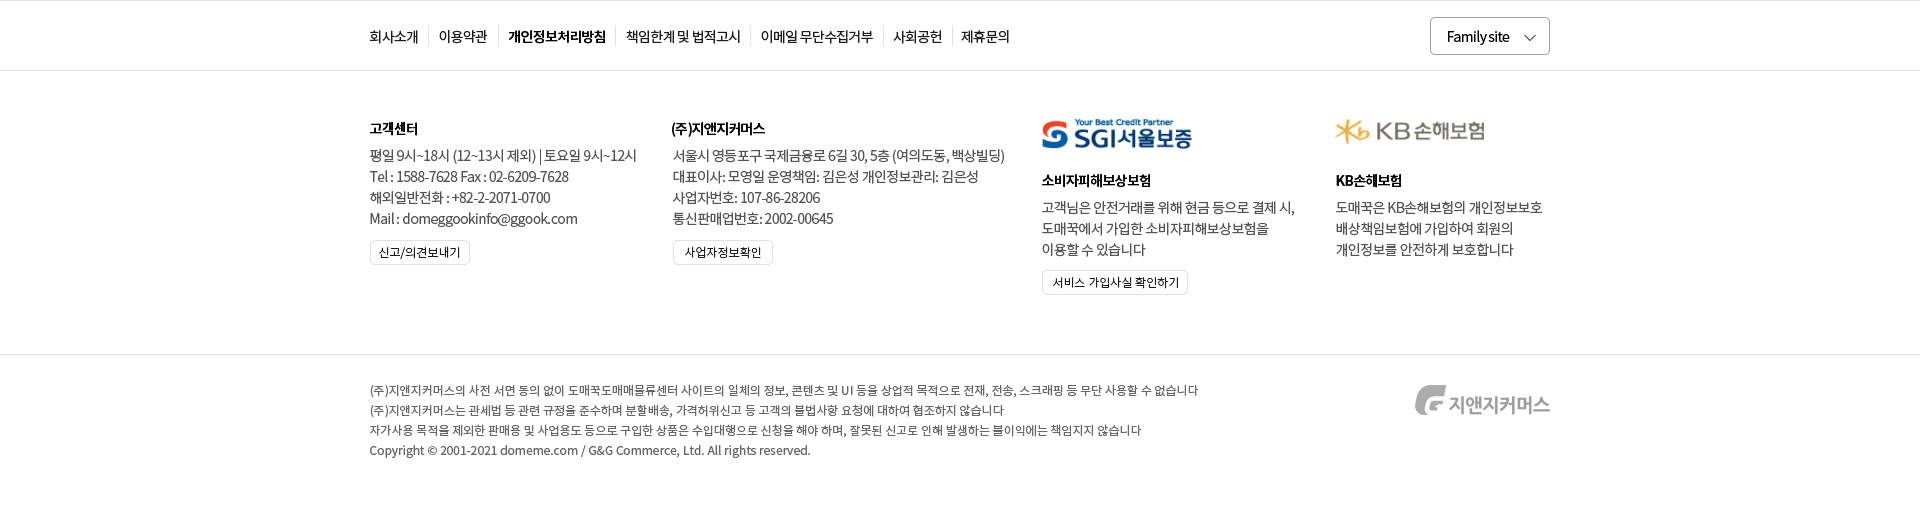 회사소개 이용약관 개인정보처리방침 책임한계 및 법적고시 이메일 무단수집거부 사회공헌 제휴문의 Family site
고객센터
평일 9시~18시 (12~13시 제외) | 토요일 9시~12시
Tel : 1588-7628 Fax : 02-6209-7628
해외일반전화 : +82-2-2071-0700
Mail : domeggookinfo@ggook.com
신고/의견보내기
(주)지앤지커머스
서울시 영등포구 국제금융로 6길 30, 5층 (여의도동, 백상빌딩)
대표이사: 모영일 운영책임: 김은성 개인정보관리: 김은성
사업자번호: 107-86-28206
통신판매업번호: 2002-00645
사업자정보확인
Your Best Credit Partner
SGI서울보증
소비자피해보상보험
고객님은 안전거래를 위해 현금 등으로 결제 시,
도매꾹에서 가입한 소비자피해보상보험을
이용할 수 있습니다
서비스 가입사실 확인하기
KB 손해보험
KB손해보험
도매꾹은 KB손해보험의 개인정보보호
배상책임보험에 가입하여 회원의
개인정보를 안전하게 보호합니다
(주)지앤지커머스의 사전 서면 동의 없이 도매꾹도매매물류센터 사이트의 일체의 정보, 콘텐츠 및 UI 등을 상업적 목적으로 전재, 전송, 스크래핑 등 무단 사용할 수 없습니다
(주)지앤지커머스는 관세법 등 관련 규정을 준수하며 분할배송, 가격허위신고 등 고객의 불법사항 요청에 대하여 협조하지 않습니다
자가사용 목적을 제외한 판매용 및 사업용도 등으로 구입한 상품은 수입대행으로 신청을 해야 하며, 잘못된 신고로 인해 발생하는 불이익에는 책임지지 않습니다
Copyright © 2001-2021 domeme.com / G&G Commerce, Ltd. All rights reserved.
지앤지커머스